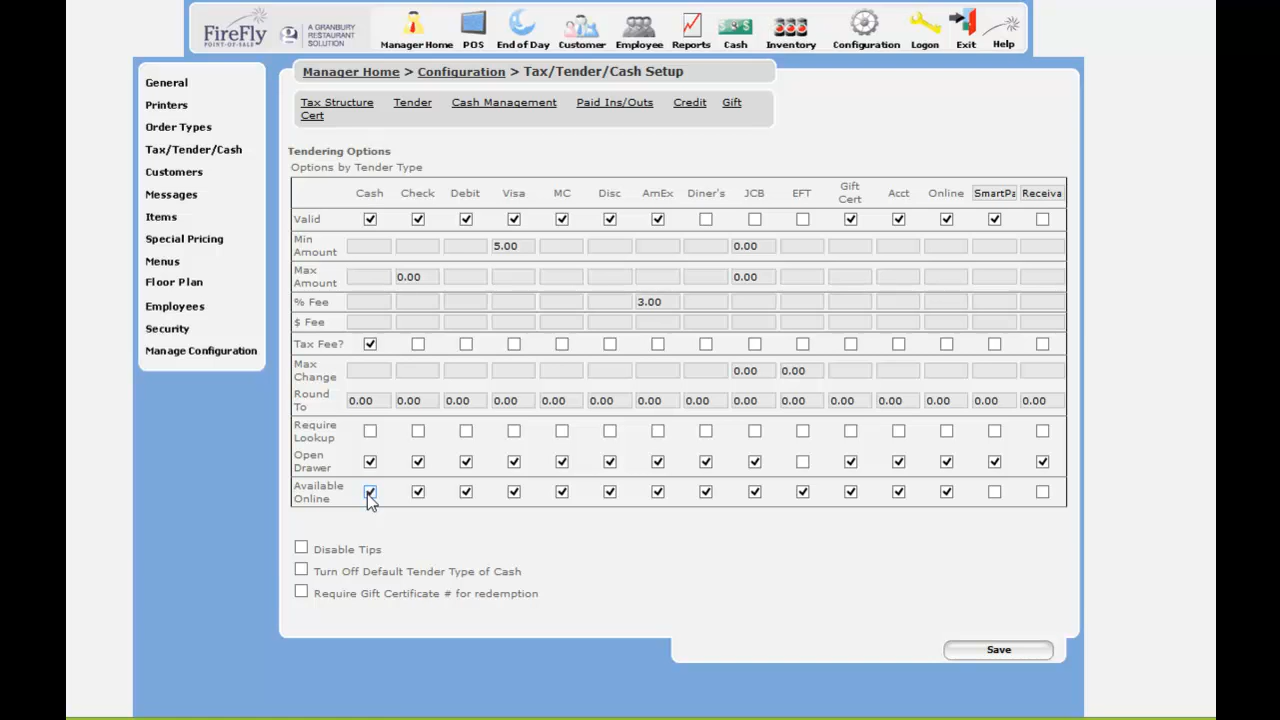 FireFly
POINT-OF-SALE
A GRANBURY
RESTAURANT
SOLUTION
Manager Home POS End of Day Customer Employee Reports Cash Inventory Configuration Logon Exit Help
General
Printers
Order Types
Tax/Tender/Cash
Customers
Messages
Items
Special Pricing
Menus
Floor Plan
Employees
Security
Manage Configuration
Manager Home > Configuration > Tax/Tender/Cash Setup
Tax Structure Tender Cash Management Paid Ins/Outs Credit Gift
Cert
Tendering Options
Options by Tender Type
Cash Check Debit Visa MC Disc AmEx Diner's JCB EFT Gift Cert Acct Online SmartPa Receiva
Valid
Min
Amount 5.00 0.00
Max
Amount 0.00 0.00
% Fee 3.00
$ Fee
Tax Fee?
Max
Change 0.00 0.00
Round
To 0.00 0.00 0.00 0.00 0.00 0.00 0.00 0.00 0.00 0.00 0.00 0.00 0.00 0.00 0.00
Require
Lookup
Open
Drawer
Available
Online
Disable Tips
Turn Off Default Tender Type of Cash
Require Gift Certificate # for redemption
Save